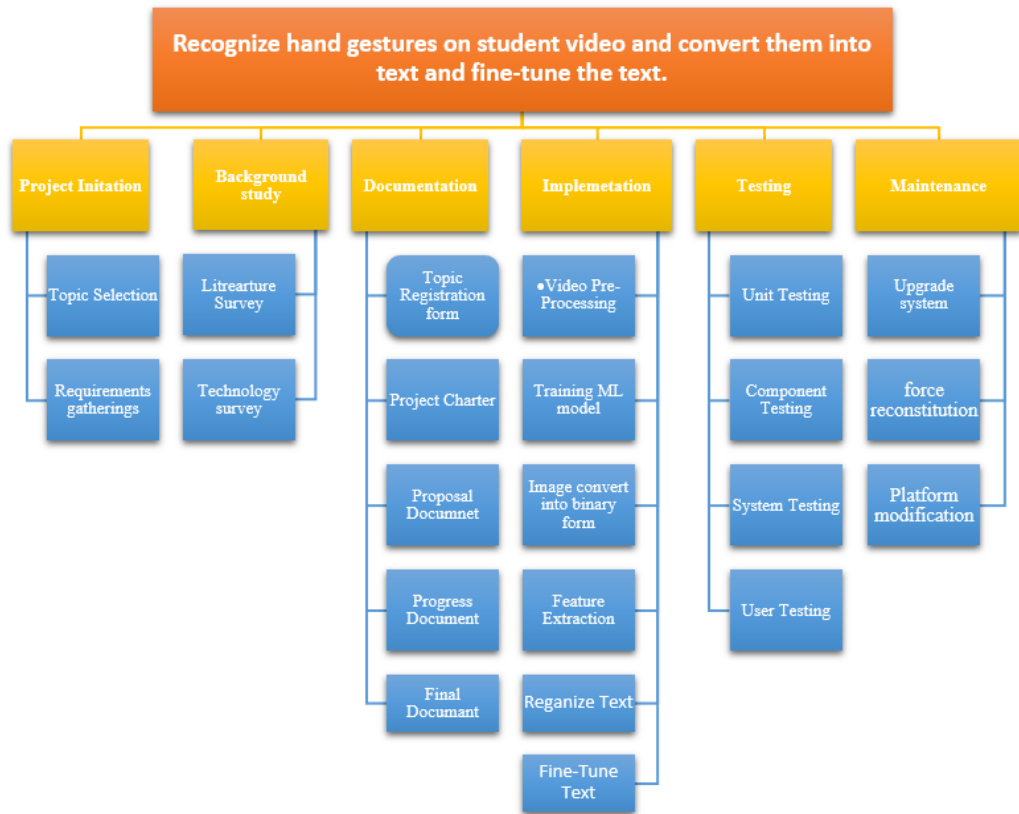 Recognize hand gestures on student video and convert them into
text and fine-tune the text.
Project Initation
Background
study
Documentation
Implemetation
Testing
Maintenance
Topic Selection
Requirements
gatherings
Litrearture
Survey
Technology
survey
Topic
Registration
form
Project Charter
Proposal
Documnet
Progress
Document
Final
Documant
•Video Pre-
Processing
Training ML
model
Image convert
into binary
form
Feature
Extraction
Reganize Text
Fine-Tune
Text
Unit Testing
Component
Testing
System Testing
User Testing
Upgrade
system
force
reconstitution
Platform
modification